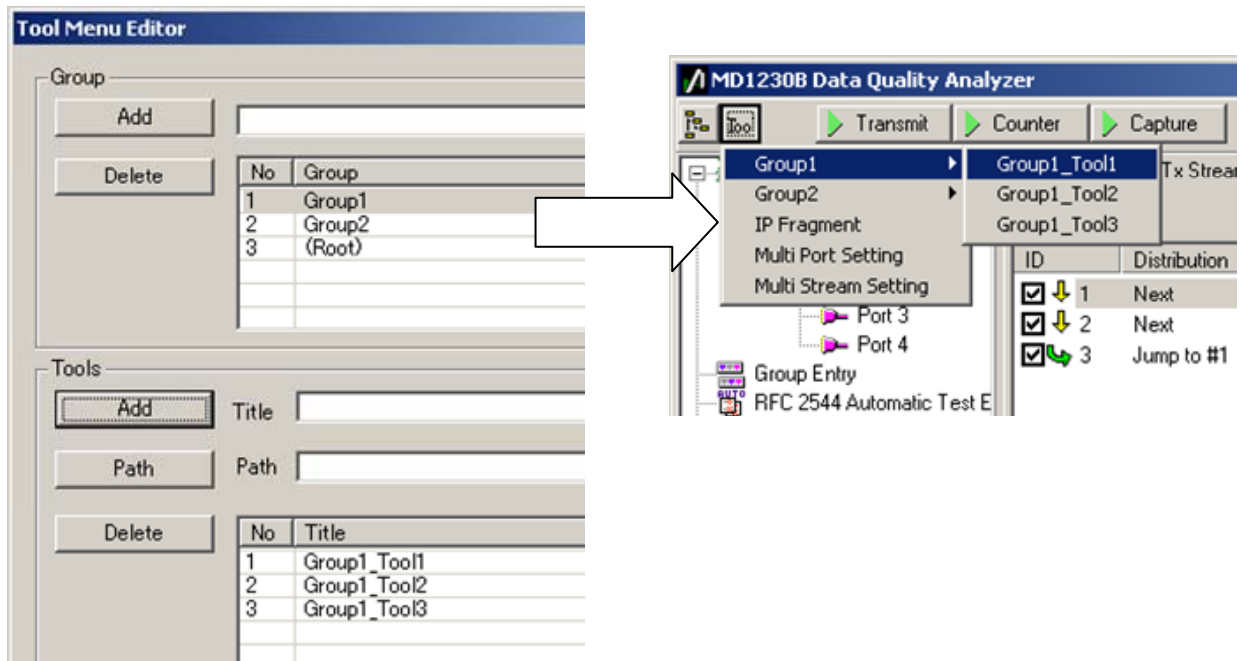 Tool Menu Editor
Group
Add
Delete
No Group
1 Group1
2 Group2
3 (Root)
Tools
Add Title
Path Path
Delete
No Title
1 Group1_Tool1
2 Group1_Tool2
3 Group1_Tool3
MD1230B Data Quality Analyzer
Tool Transmit Counter Capture
Group1 Group1_Tool1 Tx Strear
Group2 Group1_Tool2
IP Fragment Group1_Tool3
Multi Port Setting
Multi Stream Setting
ID Distribution
1 Next
2 Next
3 Jump to #1
Port 3
Port 4
Group Entry
AUTO
RFC 2544 Automatic Test E